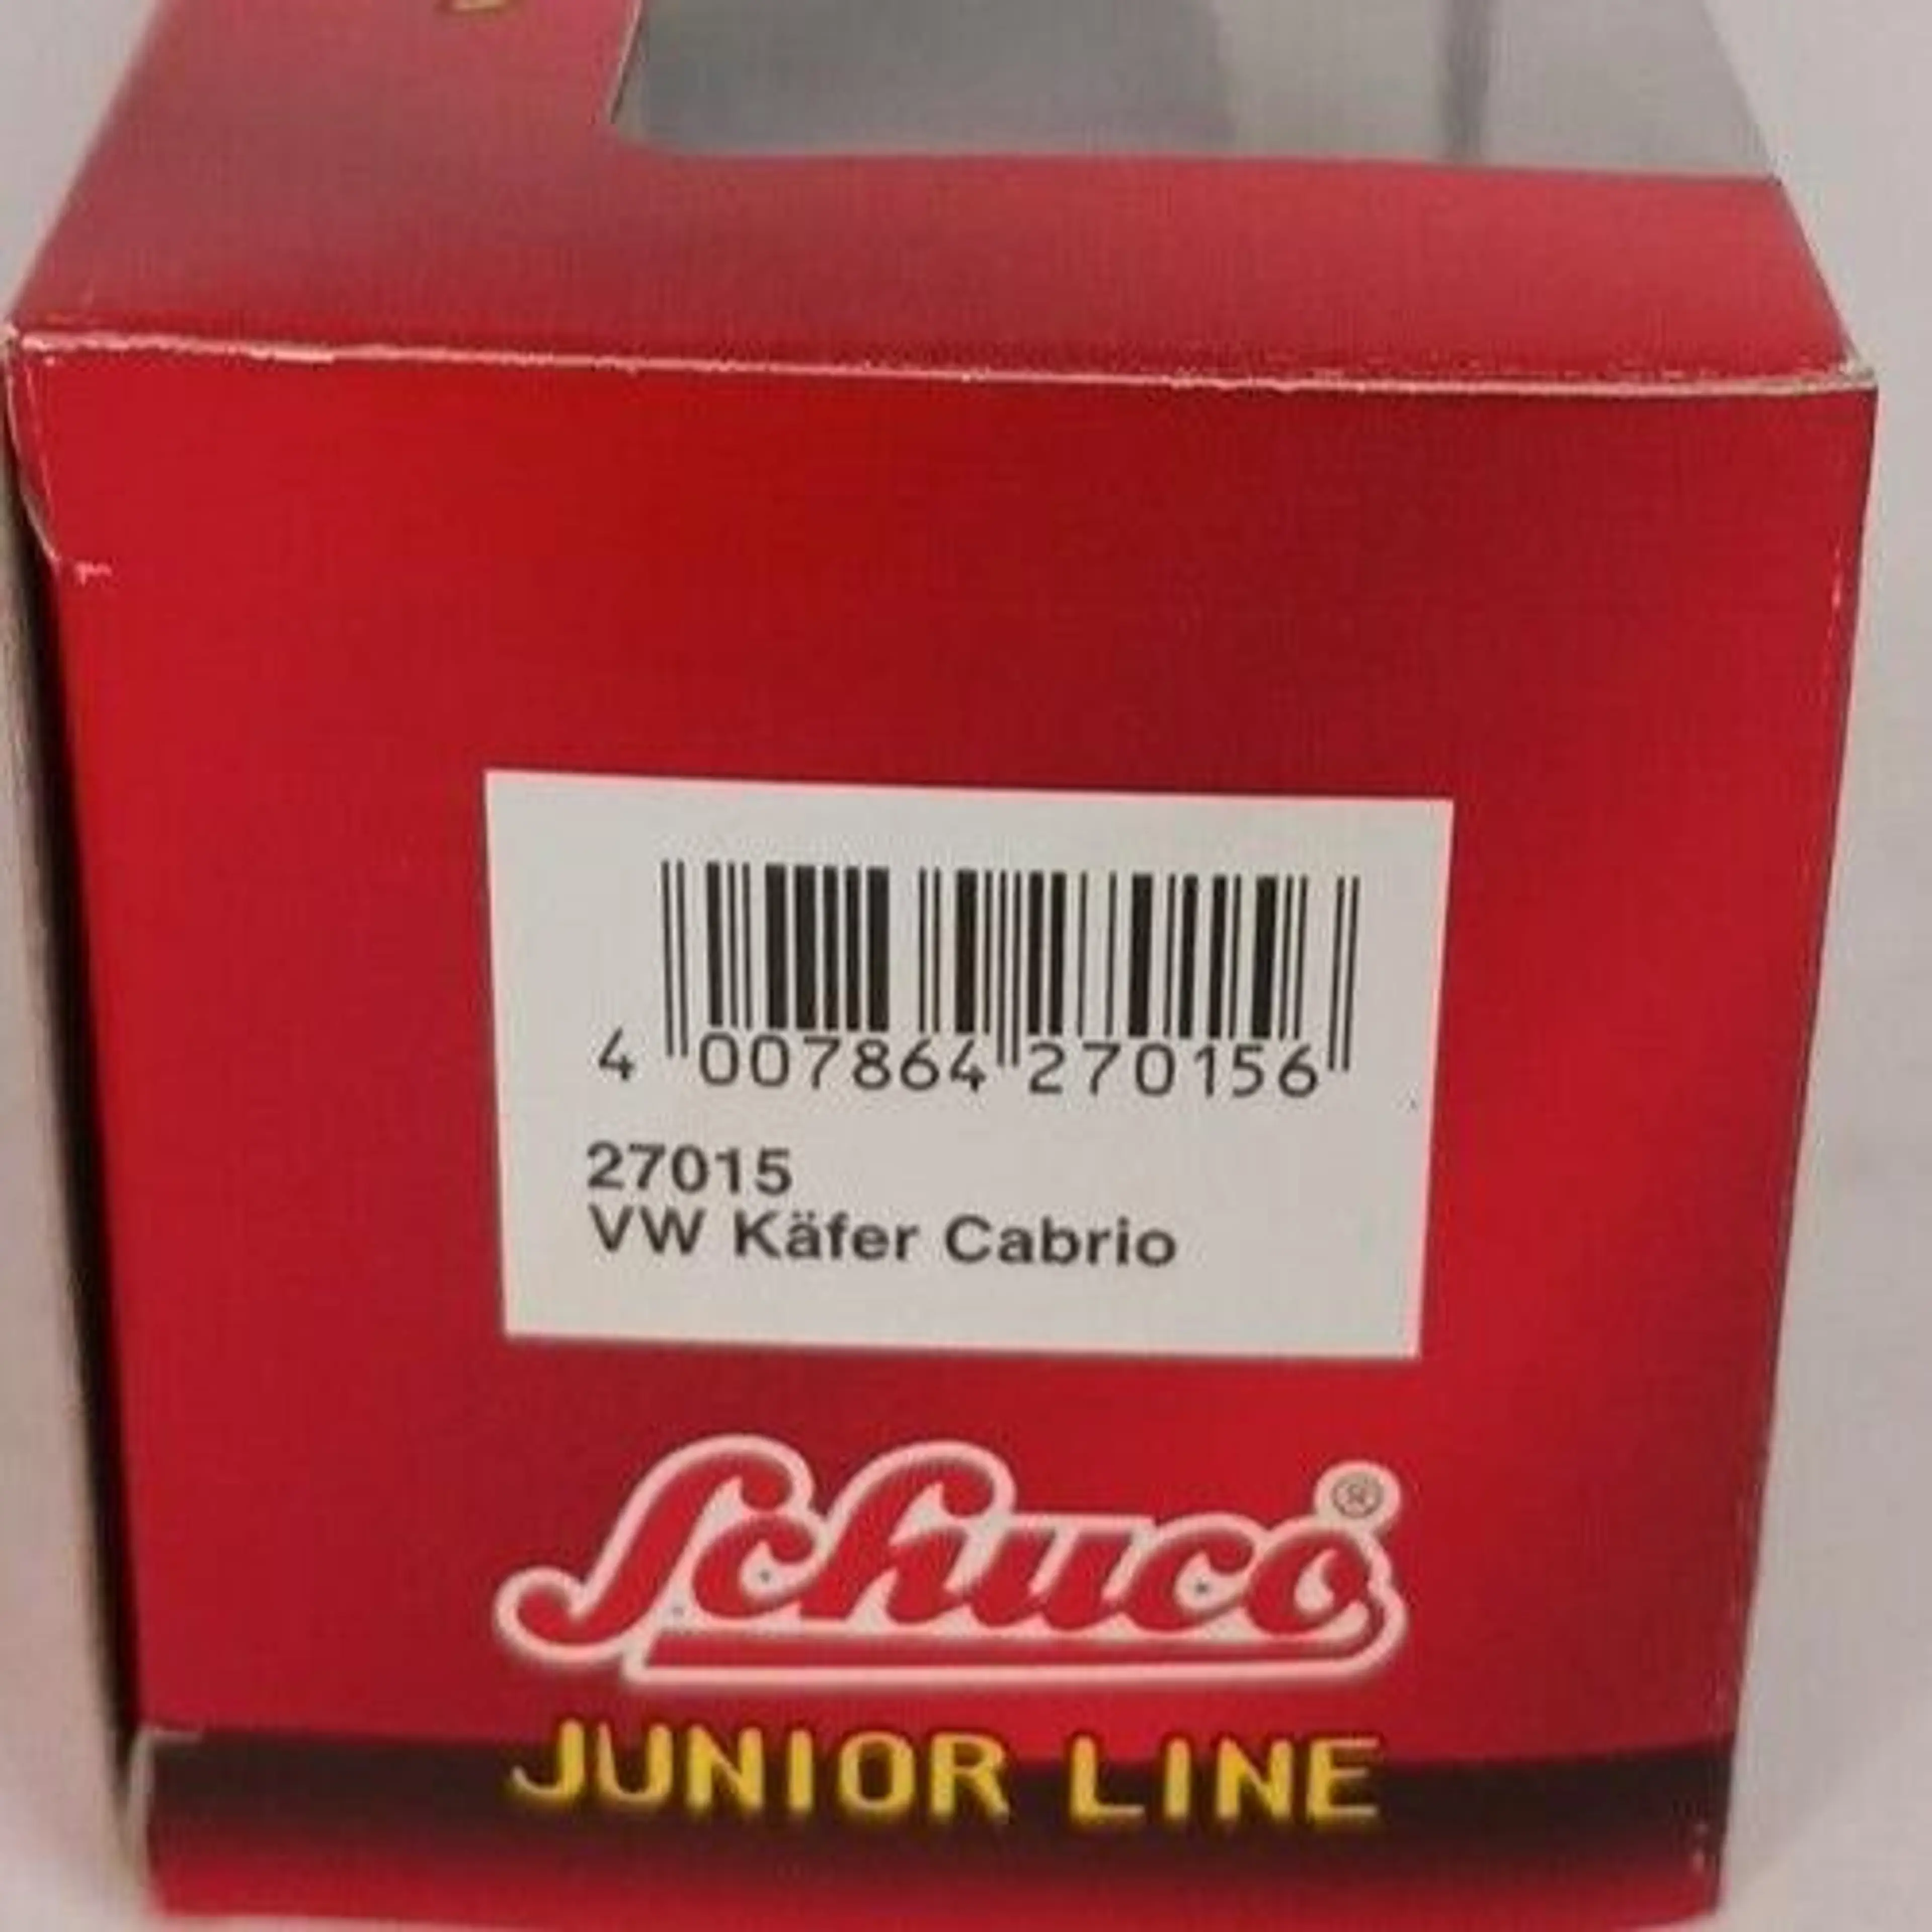 4 007864 270156
27015
VW Käfer Cabrio
Schuco®
JUNIOR LINE